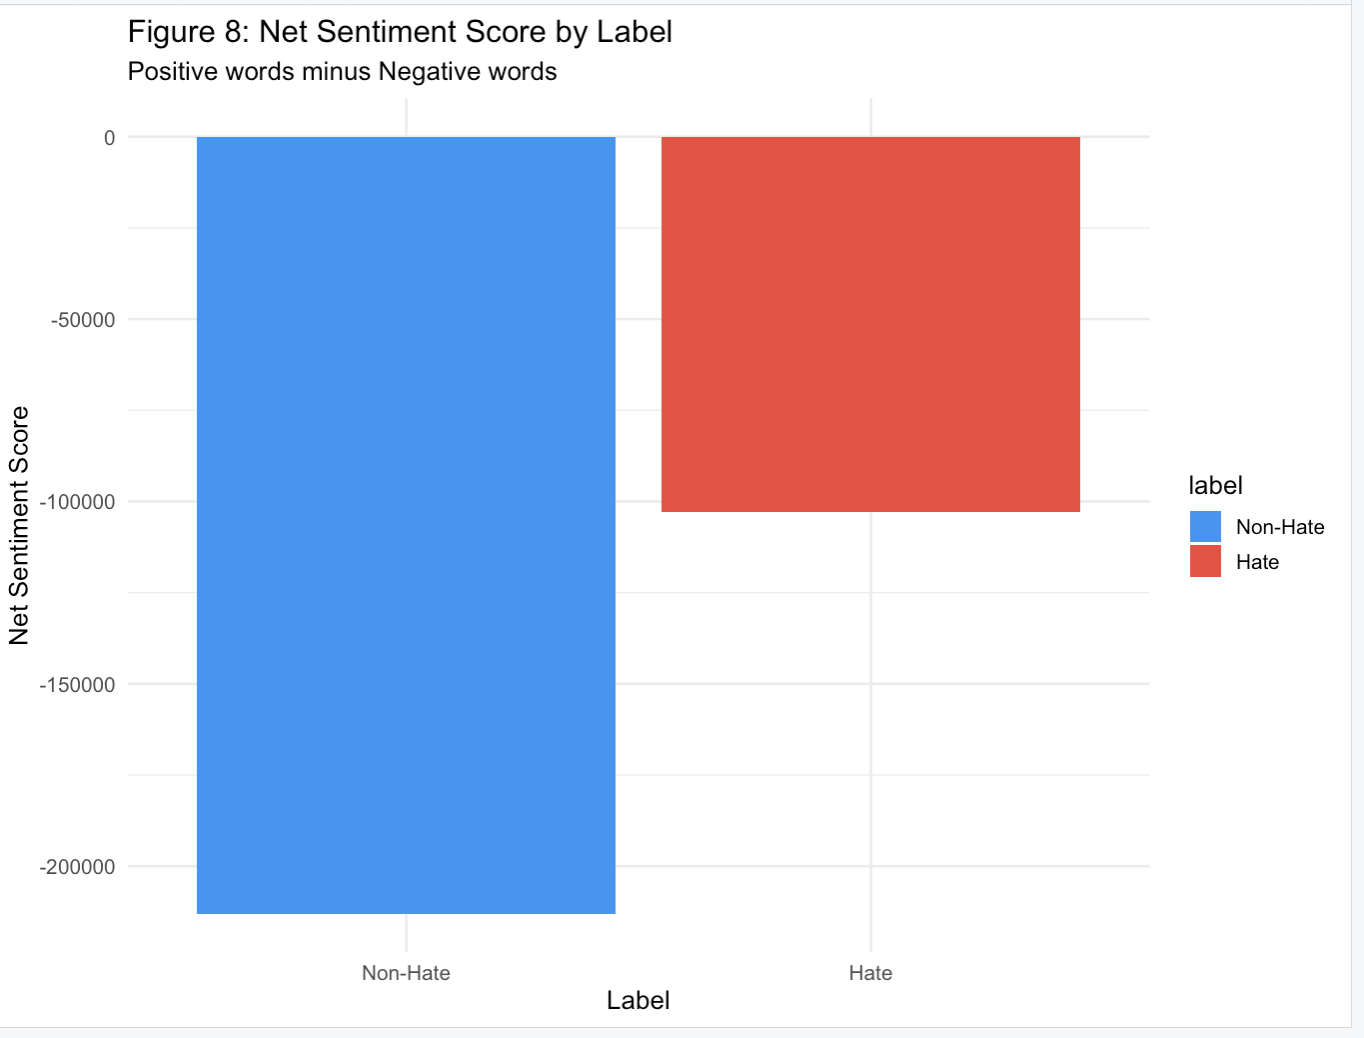 Figure 8: Net Sentiment Score by Label
Positive words minus Negative words
Net Sentiment Score
0
-50000
-100000
-150000
-200000
Non-Hate
Hate
Label
label
Non-Hate
Hate